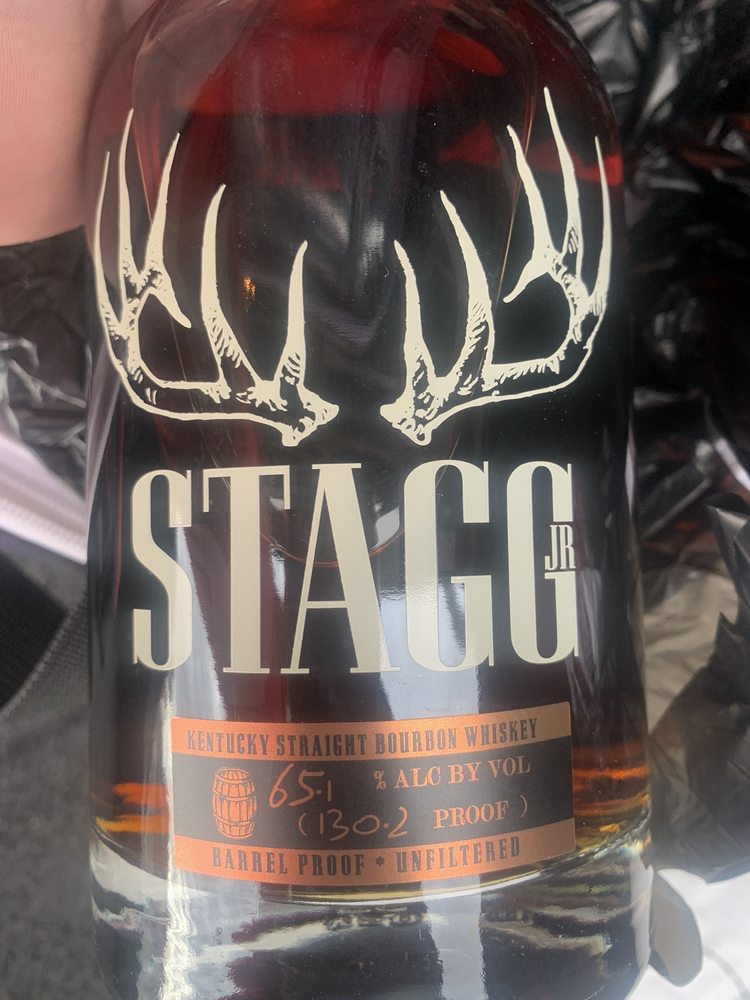 STAGG JR
KENTUCKY STRAIGHT BOURBON WHISKEY
65.1 % ALC BY VOL
(130.2 PROOF)
BARREL PROOF * UNFILTERED